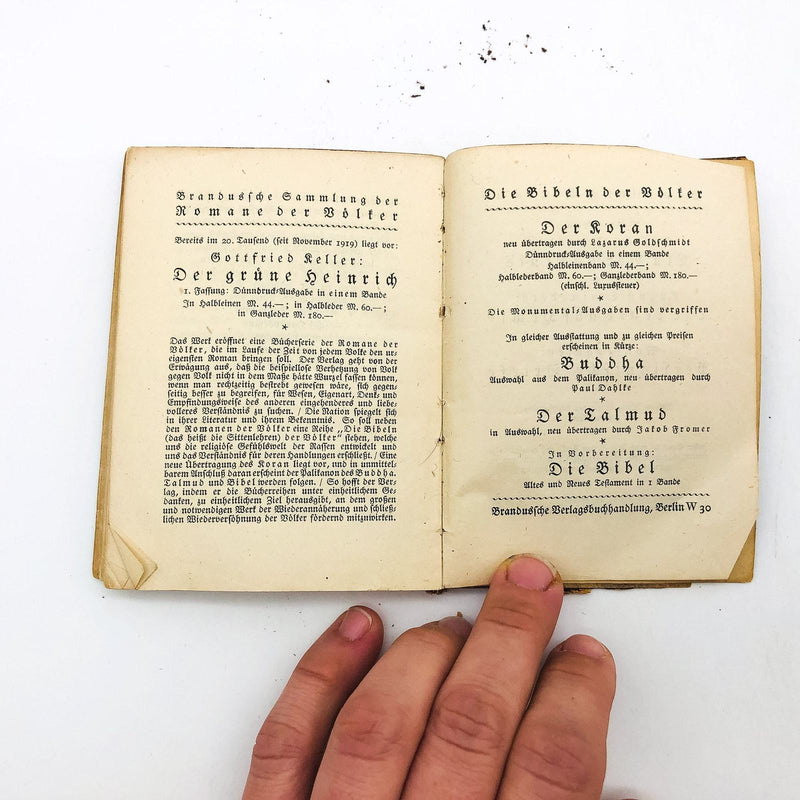 Brandussche Sammlung der
Romane der Völker
Bereits im 20. Tausend (seit November 1919) liegt vor:
Gottfried Keller:
Der grüne Heinrich
1. Fassung: Dünndruck-Ausgabe in einem Bande
In Halbleinen M. 44.—; in Halbleder M. 60.—;
in Ganzleder M. 180.—
*
Das Werk eröffnet eine Bücherserie der Romane der
Völker, die im Laufe der Zeit von jedem Volke den ur-
eigensten Roman bringen soll. Der Verlag geht von der
Erwägung aus, daß die beispiellose Verhetzung von Volk
gegen Volk nicht in dem Maße hätte Wurzel fassen können,
wenn man rechtzeitig bestrebt gewesen wäre, sich gegen-
seitig besser zu begreifen, für Wesen, Eigenart, Denk- und
Empfindungsweise des anderen eingehenderes und liebe-
volleres Verständnis zu suchen. / Die Nation spiegelt sich
in ihrer Literatur und ihrem Bekenntnis. So soll neben
den Romanen der Völker eine Reihe „Die Bibeln
(das heißt die Sittenlehren) der Völker“ stehen, welche
uns die religiöse Gefühlswelt der Rassen entwickelt und
uns das Verständnis für deren Handlungen erschließt. / Eine
neue Übertragung des Koran liegt vor, und in unmittel-
barem Anschluß daran erscheint der Palikanon des Buddha.
Talmud und Bibel werden folgen. / So hofft der Ver-
lag, indem er die Bücherreihen unter einheitlichem Ge-
danken, zu einheitlichem Ziel herausgibt, an dem großen
und notwendigen Werk der Wiederannäherung und schließ-
lichen Wiederversöhnung der Völker fördernd mitzuwirken.
Die Bibeln der Völker
Der Koran
neu übertragen durch Lazarus Goldschmidt
Dünndruck-Ausgabe in einem Bande
Halbleinenband M. 44.—;
Halblederband M. 60.—; Ganzlederband M. 180.—
(einschl. Luxussteuer)
*
Die Monumental-Ausgaben sind vergriffen
In gleicher Ausstattung und zu gleichen Preisen
erscheinen in Kürze:
Buddha
Auswahl aus dem Palikanon, neu übertragen durch
Paul Dahlke
*
Der Talmud
in Auswahl, neu übertragen durch Jakob Fromer
*
In Vorbereitung:
Die Bibel
Altes und Neues Testament in 1 Bande
Brandussche Verlagsbuchhandlung, Berlin W 30